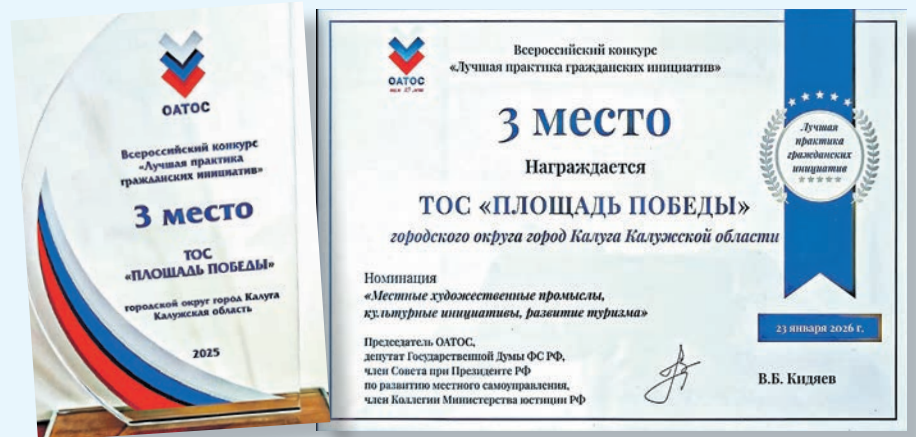 ОАТОС
Всероссийский конкурс
«Лучшая практика
гражданских инициатив»
3 место
ТОС
«ПЛОЩАДЬ ПОБЕДЫ»
городской округ город Калуга
Калужская область
2025
ОАТОС
Всероссийский конкурс
«Лучшая практика гражданских инициатив»
3 место
Награждается
ТОС «ПЛОЩАДЬ ПОБЕДЫ»
городского округа город Калуга Калужской области
Лучшая
практика
гражданских
инициатив
Номинация
«Местные художественные промыслы,
культурные инициативы, развитие туризма»
23 января 2026 г.
Председатель ОАТОС,
депутат Государственной Думы ФС РФ,
член Совета при Президенте РФ
по развитию местного самоуправления,
член Коллегии Министерства юстиции РФ
В.Б. Кидяев